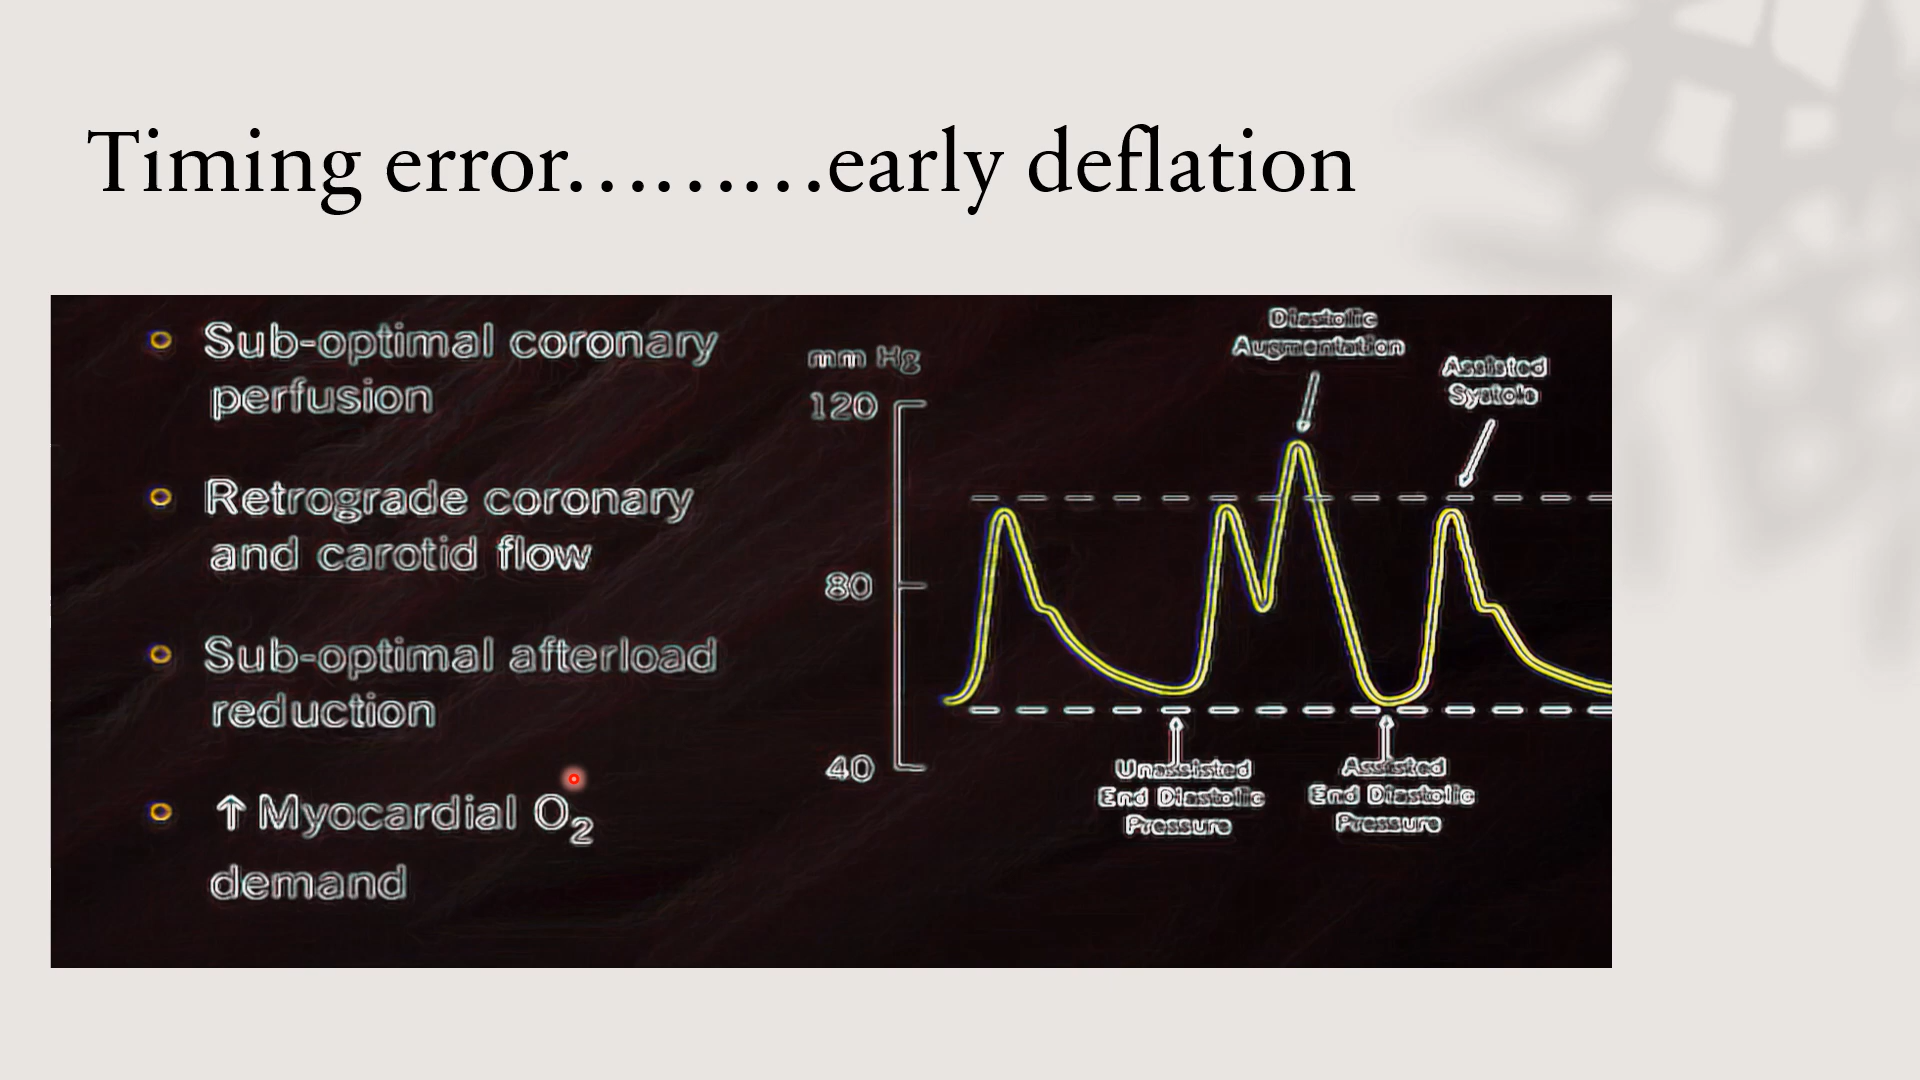 Timing error………early deflation
Sub-optimal coronary
perfusion
Retrograde coronary
and carotid flow
Sub-optimal afterload
reduction
↑ Myocardial O₂
demand
mm Hg
120
80
40
Diastolic
Augmentation
Assisted
Systole
Unassisted
End Diastolic
Pressure
Assisted
End Diastolic
Pressure